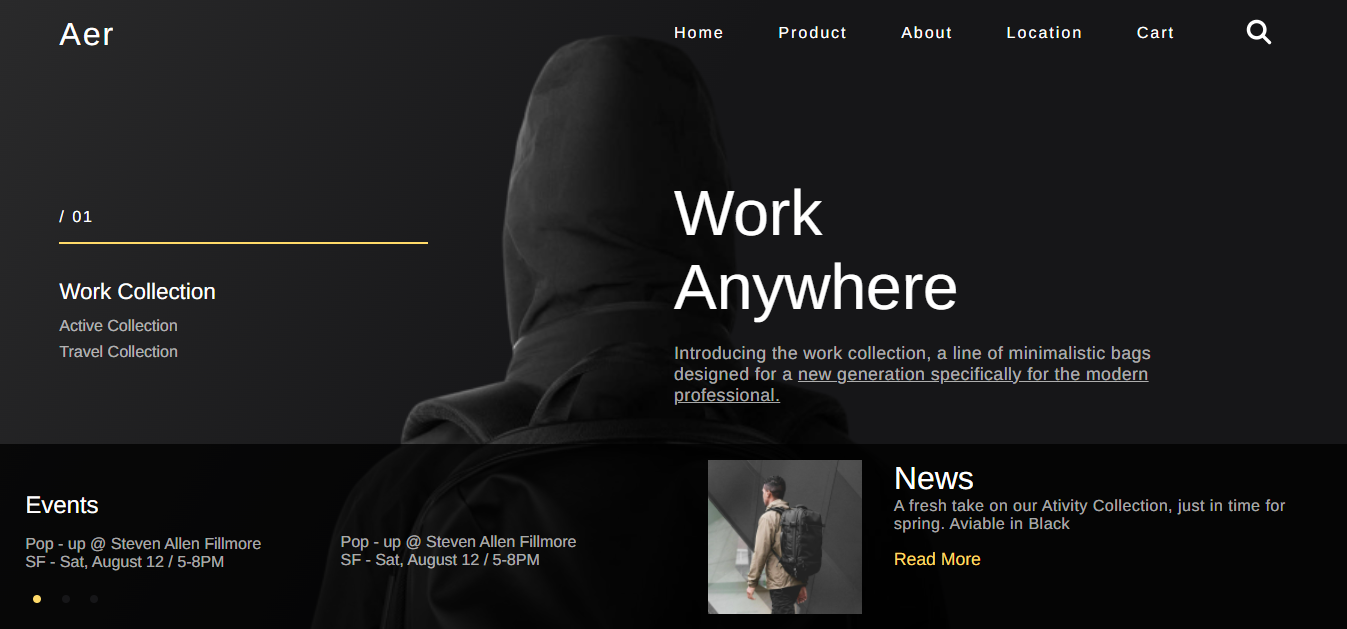 Aer
Home Product About Location Cart
/ 01
Work Collection
Active Collection
Travel Collection
Work
Anywhere
Introducing the work collection, a line of minimalistic bags
designed for a new generation specifically for the modern
professional.
Events
Pop - up @ Steven Allen Fillmore
SF - Sat, August 12 / 5-8PM
Pop - up @ Steven Allen Fillmore
SF - Sat, August 12 / 5-8PM
News
A fresh take on our Ativity Collection, just in time for
spring. Aviable in Black
Read More